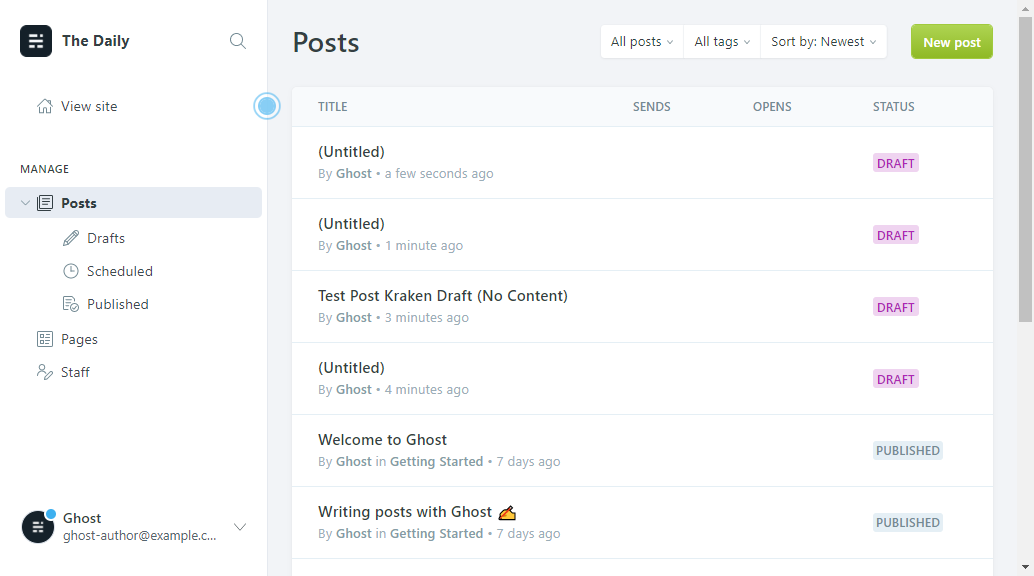 The Daily
View site
MANAGE
Posts
Drafts
Scheduled
Published
Pages
Staff
Ghost
ghost-author@example.c...
Posts
All posts
All tags
Sort by: Newest
New post
TITLE SENDS OPENS STATUS
(Untitled)
By Ghost • a few seconds ago
DRAFT
(Untitled)
By Ghost • 1 minute ago
DRAFT
Test Post Kraken Draft (No Content)
By Ghost • 3 minutes ago
DRAFT
(Untitled)
By Ghost • 4 minutes ago
DRAFT
Welcome to Ghost
By Ghost in Getting Started • 7 days ago
PUBLISHED
Writing posts with Ghost ✍️
By Ghost in Getting Started • 7 days ago
PUBLISHED